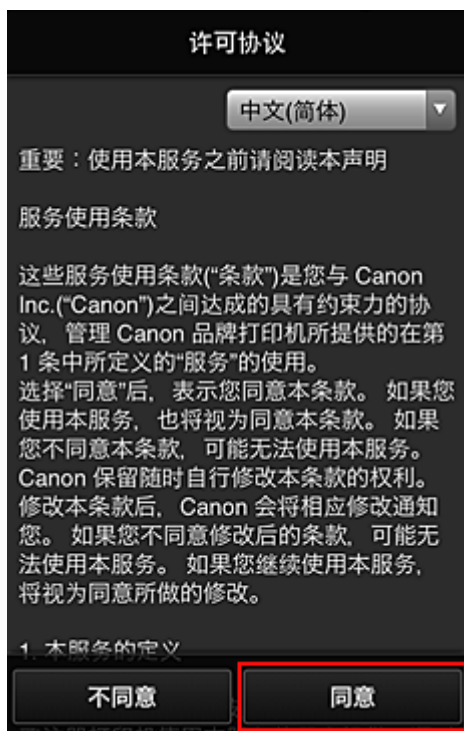 许可协议
中文(简体)
重要：使用本服务之前请阅读本声明
服务使用条款
这些服务使用条款(“条款”)是您与 Canon
Inc.(“Canon”)之间达成的具有约束力的协
议，管理 Canon 品牌打印机所提供的在第
1 条中所定义的“服务”的使用。
选择“同意”后，表示您同意本条款。 如果您
使用本服务，也将视为同意本条款。 如果
您不同意本条款，可能无法使用本服务。
Canon 保留随时自行修改本条款的权利。
修改本条款后，Canon 会将相应修改通知
您。 如果您不同意修改后的条款，可能无
法使用本服务。 如果您继续使用本服务，
将视为同意所做的修改。
1. 本服务的定义
不同意
同意